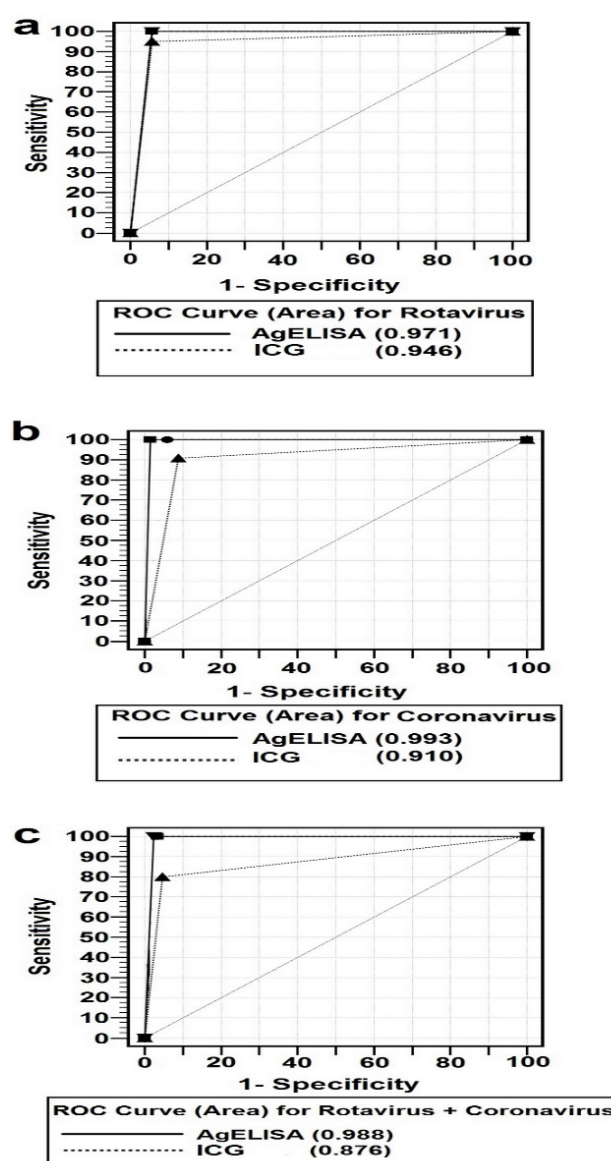 a
100
90
80
70
60
50
40
30
20
10
0
Sensitivity
0 20 40 60 80 100
1- Specificity
ROC Curve (Area) for Rotavirus
AgELISA (0.971)
ICG (0.946)
b
100
90
80
70
60
50
40
30
20
10
0
Sensitivity
0 20 40 60 80 100
1- Specificity
ROC Curve (Area) for Coronavirus
AgELISA (0.993)
ICG (0.910)
c
100
90
80
70
60
50
40
30
20
10
0
Sensitivity
0 20 40 60 80 100
1- Specificity
ROC Curve (Area) for Rotavirus + Coronavirus
AgELISA (0.988)
ICG (0.876)